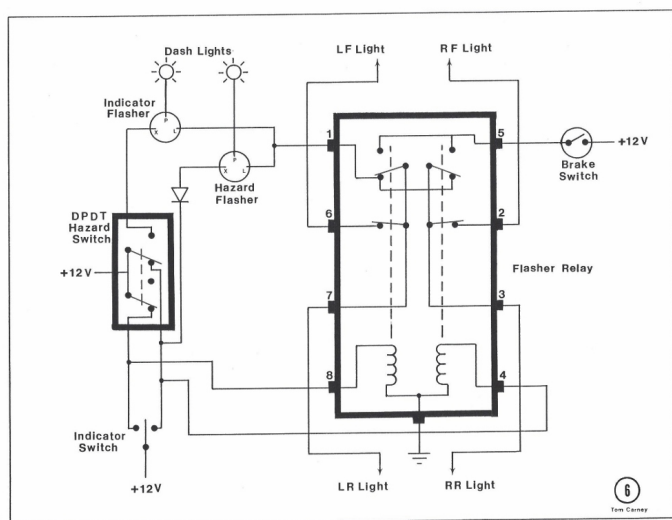 LF Light
RF Light
Dash Lights
Indicator
Flasher
P
X
L
P
X
L
Hazard
Flasher
1
5
+12V
Brake
Switch
DPDT
Hazard
Switch
6
2
+12V
Flasher Relay
7
3
8
4
Indicator
Switch
+12V
LR Light
RR Light
6
Tom Carney